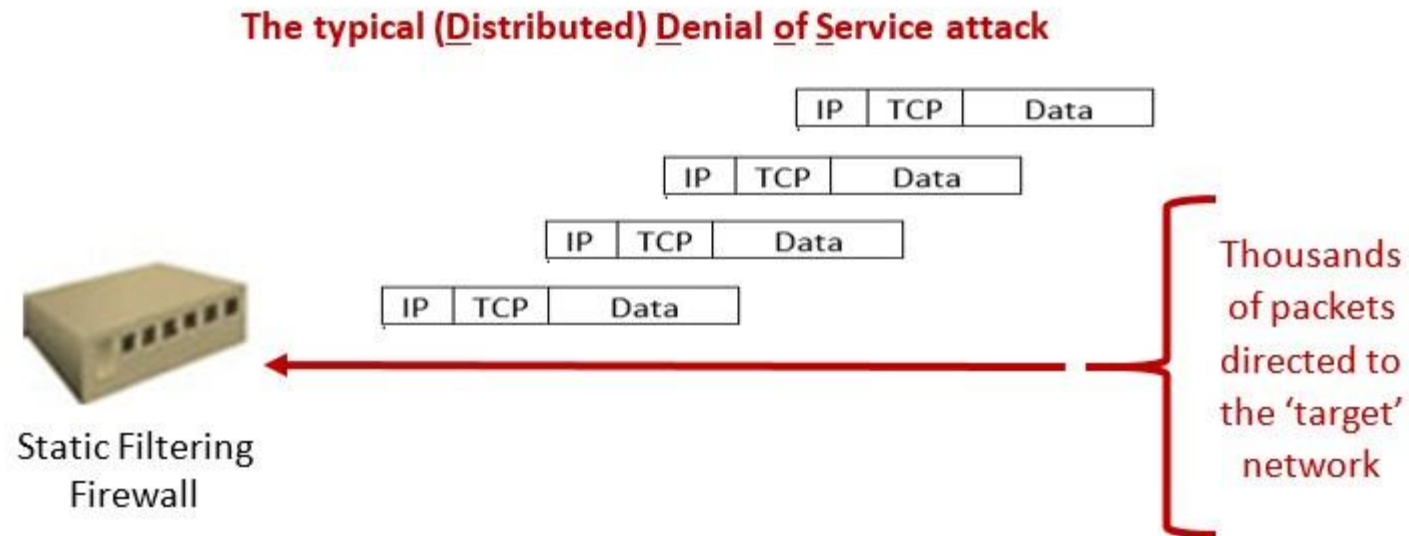 The typical (Distributed) Denial of Service attack
IP TCP Data
IP TCP Data
IP TCP Data
IP TCP Data
Static Filtering
Firewall
Thousands
of packets
directed to
the ‘target’
network